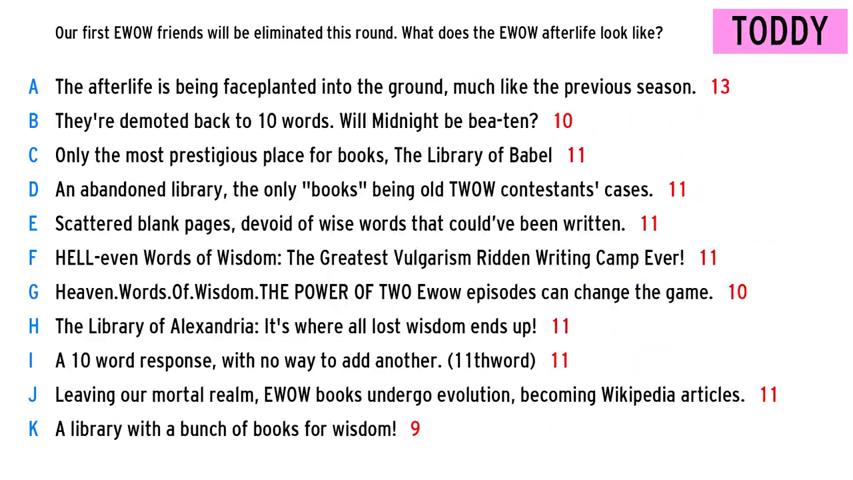 Our first EWOW friends will be eliminated this round. What does the EWOW afterlife look like?
TODDY
A The afterlife is being faceplanted into the ground, much like the previous season. 13
B They're demoted back to 10 words. Will Midnight be bea-ten? 10
C Only the most prestigious place for books, The Library of Babel 11
D An abandoned library, the only "books" being old TWOW contestants' cases. 11
E Scattered blank pages, devoid of wise words that could've been written. 11
F HELL-even Words of Wisdom: The Greatest Vulgarism Ridden Writing Camp Ever! 11
G Heaven.Words.Of.Wisdom.THE POWER OF TWO Ewow episodes can change the game. 10
H The Library of Alexandria: It's where all lost wisdom ends up! 11
I A 10 word response, with no way to add another. (11thword) 11
J Leaving our mortal realm, EWOW books undergo evolution, becoming Wikipedia articles. 11
K A library with a bunch of books for wisdom! 9